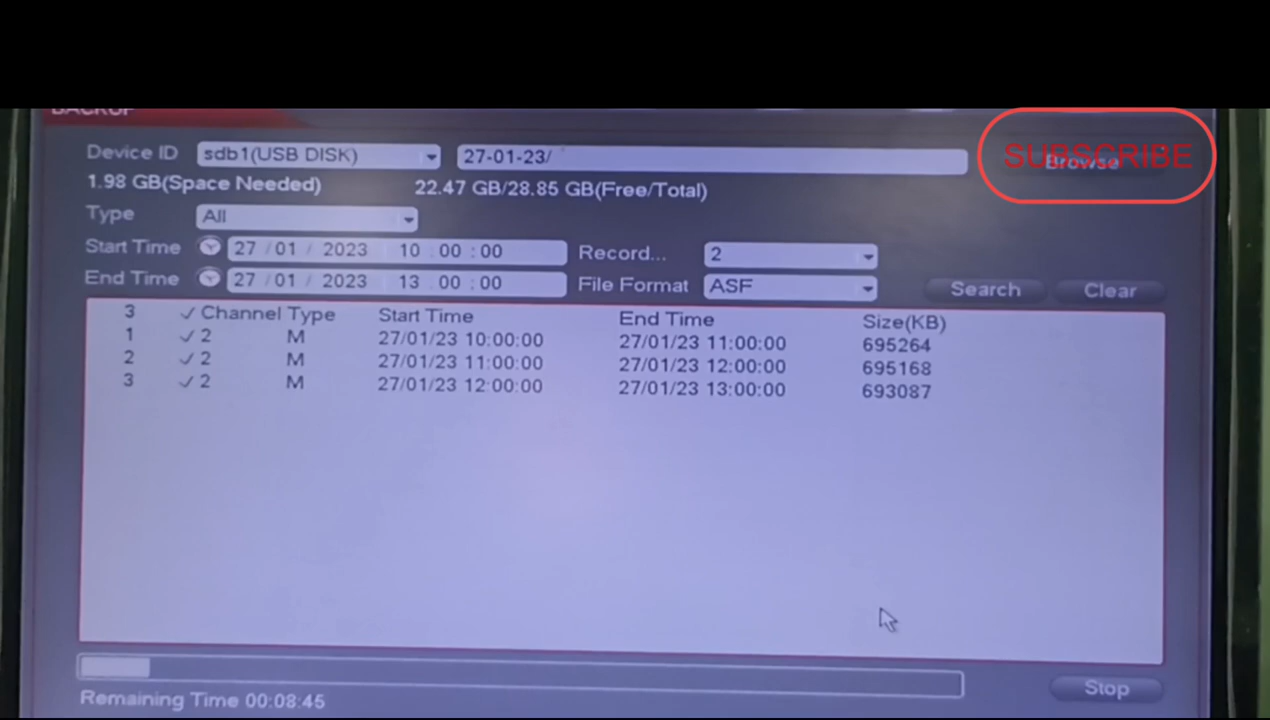 BACKUP
Device ID sdb1(USB DISK) 27-01-23/ Browse
SUBSCRIBE
1.98 GB(Space Needed) 22.47 GB/28.85 GB(Free/Total)
Type All
Start Time 27 / 01 / 2023 10 : 00 : 00 Record... 2
End Time 27 / 01 / 2023 13 : 00 : 00 File Format ASF Search Clear
3 ✓ Channel Type Start Time End Time Size(KB)
1 ✓ 2 M 27/01/23 10:00:00 27/01/23 11:00:00 695264
2 ✓ 2 M 27/01/23 11:00:00 27/01/23 12:00:00 695168
3 ✓ 2 M 27/01/23 12:00:00 27/01/23 13:00:00 693087
Remaining Time 00:08:45 Stop